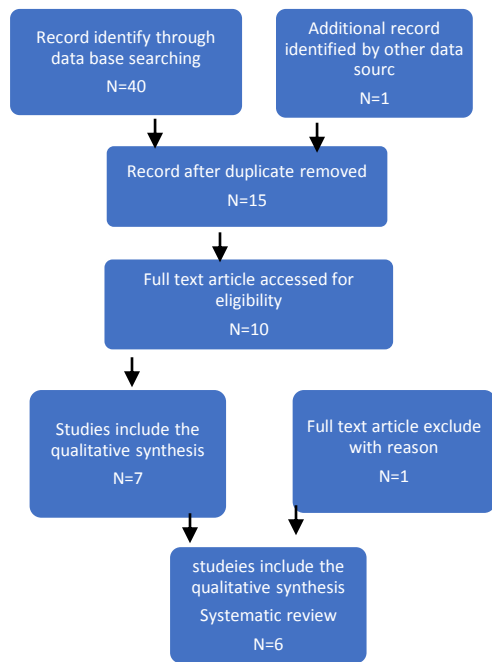 Record identify through
data base searching
N=40
Additional record
identified by other data
sourc
N=1
Record after duplicate removed
N=15
Full text article accessed for
eligibility
N=10
Studies include the
qualitative synthesis
N=7
Full text article exclude
with reason
N=1
studeies include the
qualitative synthesis
Systematic review
N=6